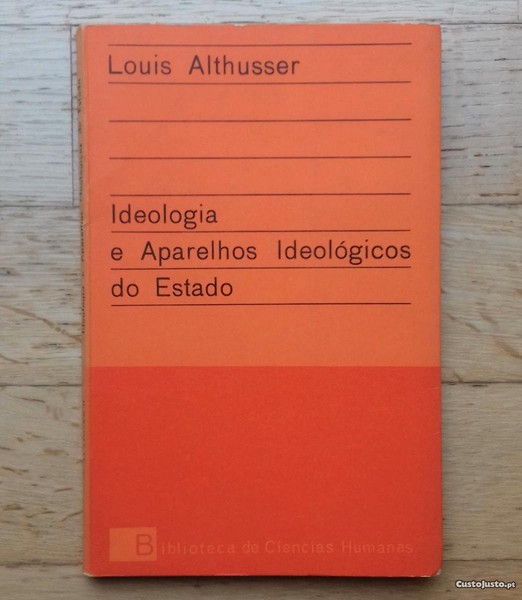 Louis Althusser
Ideologia
e Aparelhos Ideológicos
do Estado
Biblioteca de Ciências Humanas
CustoJusto.pt